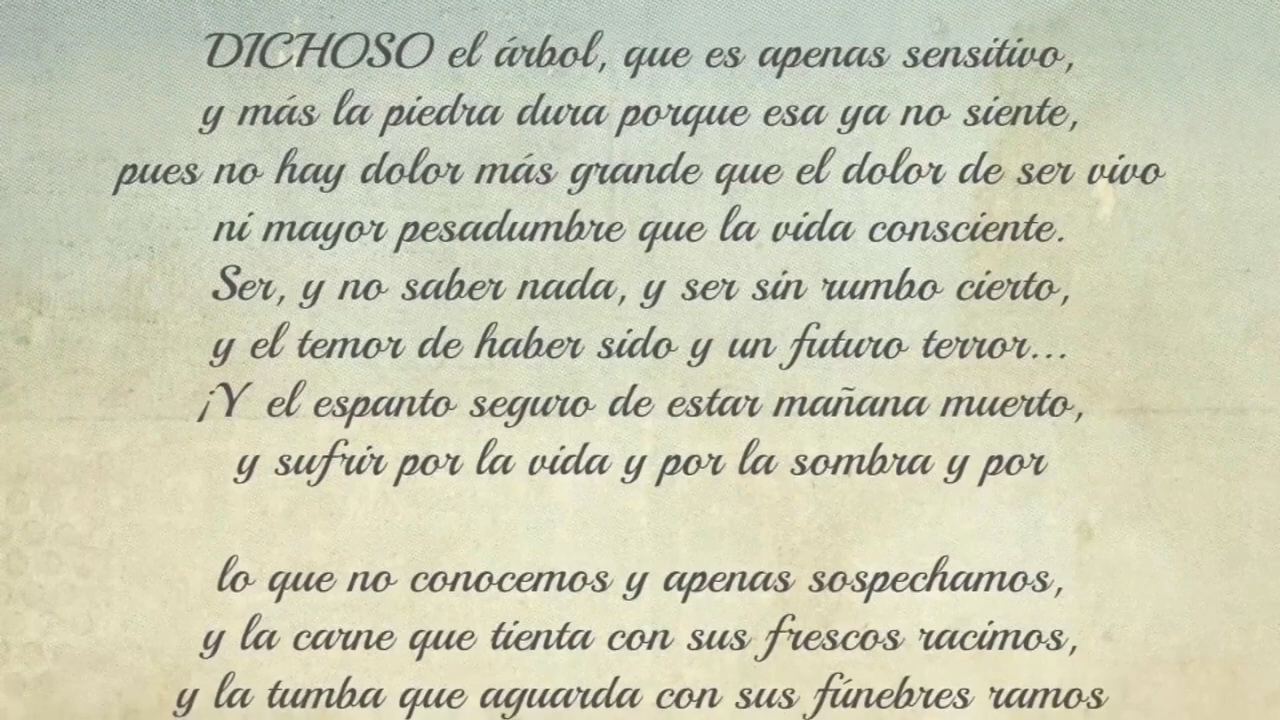 DICHOSO el árbol, que es apenas sensitivo,
y más la piedra dura porque esa ya no siente,
pues no hay dolor más grande que el dolor de ser vivo
ni mayor pesadumbre que la vida consciente.
Ser, y no saber nada, y ser sin rumbo cierto,
y el temor de haber sido y un futuro terror...
¡Y el espanto seguro de estar mañana muerto,
y sufrir por la vida y por la sombra y por
lo que no conocemos y apenas sospechamos,
y la carne que tienta con sus frescos racimos,
y la tumba que aguarda con sus fúnebres ramos